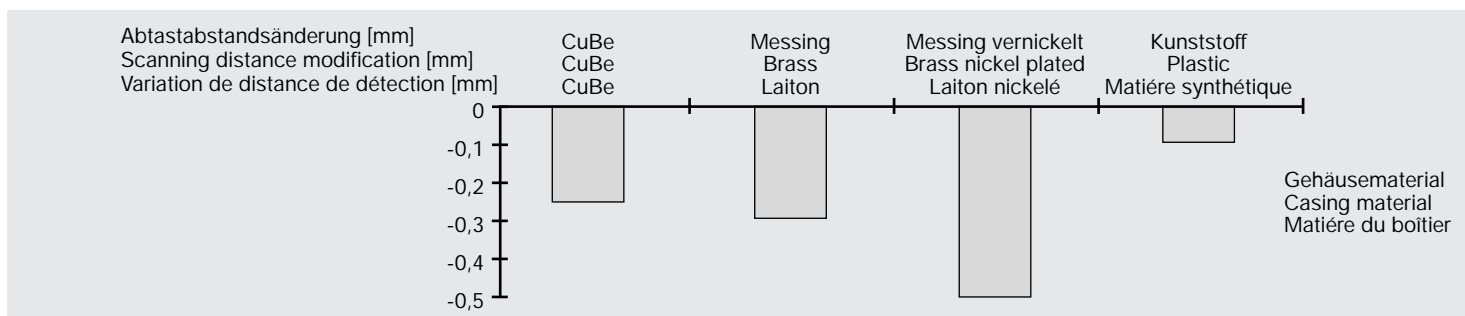 Abtastabstandsänderung [mm]
Scanning distance modification [mm]
Variation de distance de détection [mm]
CuBe
CuBe
CuBe
Messing
Brass
Laiton
Messing vernickelt
Brass nickel plated
Laiton nickelé
Kunststoff
Plastic
Matiére synthétique
0
-0,1
-0,2
-0,3
-0,4
-0,5
Gehäusematerial
Casing material
Matiére du boîtier